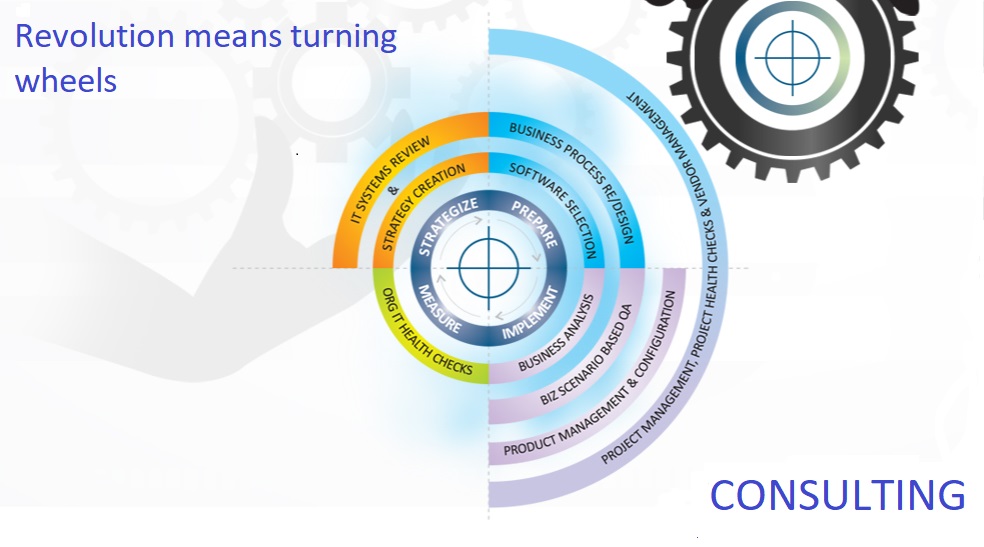 Revolution means turning
wheels
IT SYSTEMS REVIEW
&
STRATEGY CREATION
BUSINESS PROCESS RE/DESIGN
SOFTWARE SELECTION
STRATEGIZE
PREPARE
MEASURE
IMPLEMENT
ORG IT HEALTH CHECKS
BUSINESS ANALYSIS
BIZ SCENARIO BASED QA
PRODUCT MANAGEMENT & CONFIGURATION
PROJECT MANAGEMENT, PROJECT HEALTH CHECKS & VENDOR MANAGEMENT
CONSULTING